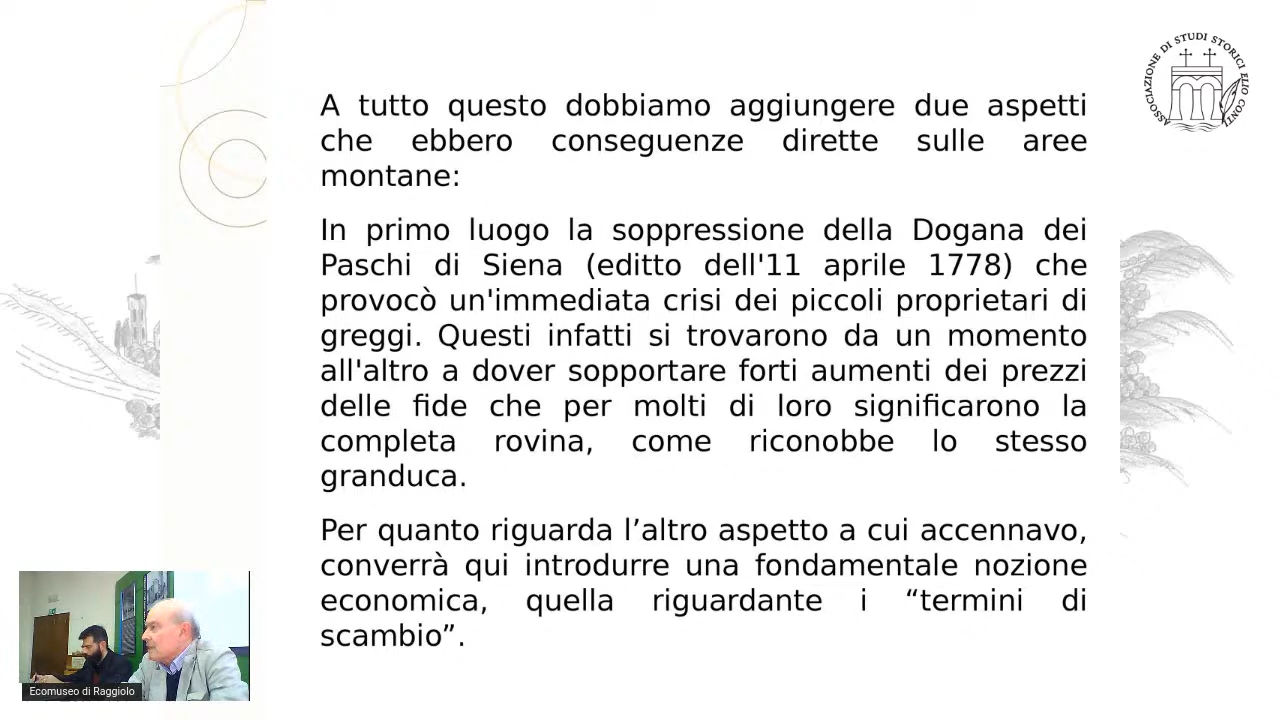 A tutto questo dobbiamo aggiungere due aspetti
che ebbero conseguenze dirette sulle aree
montane:
In primo luogo la soppressione della Dogana dei
Paschi di Siena (editto dell'11 aprile 1778) che
provocò un'immediata crisi dei piccoli proprietari di
greggi. Questi infatti si trovarono da un momento
all'altro a dover sopportare forti aumenti dei prezzi
delle fide che per molti di loro significarono la
completa rovina, come riconobbe lo stesso
granduca.
Per quanto riguarda l’altro aspetto a cui accennavo,
converrà qui introdurre una fondamentale nozione
economica, quella riguardante i “termini di
scambio”.
ASSOCIAZIONE DI STUDI STORICI ELIO CONTI
Ecomuseo di Raggiolo